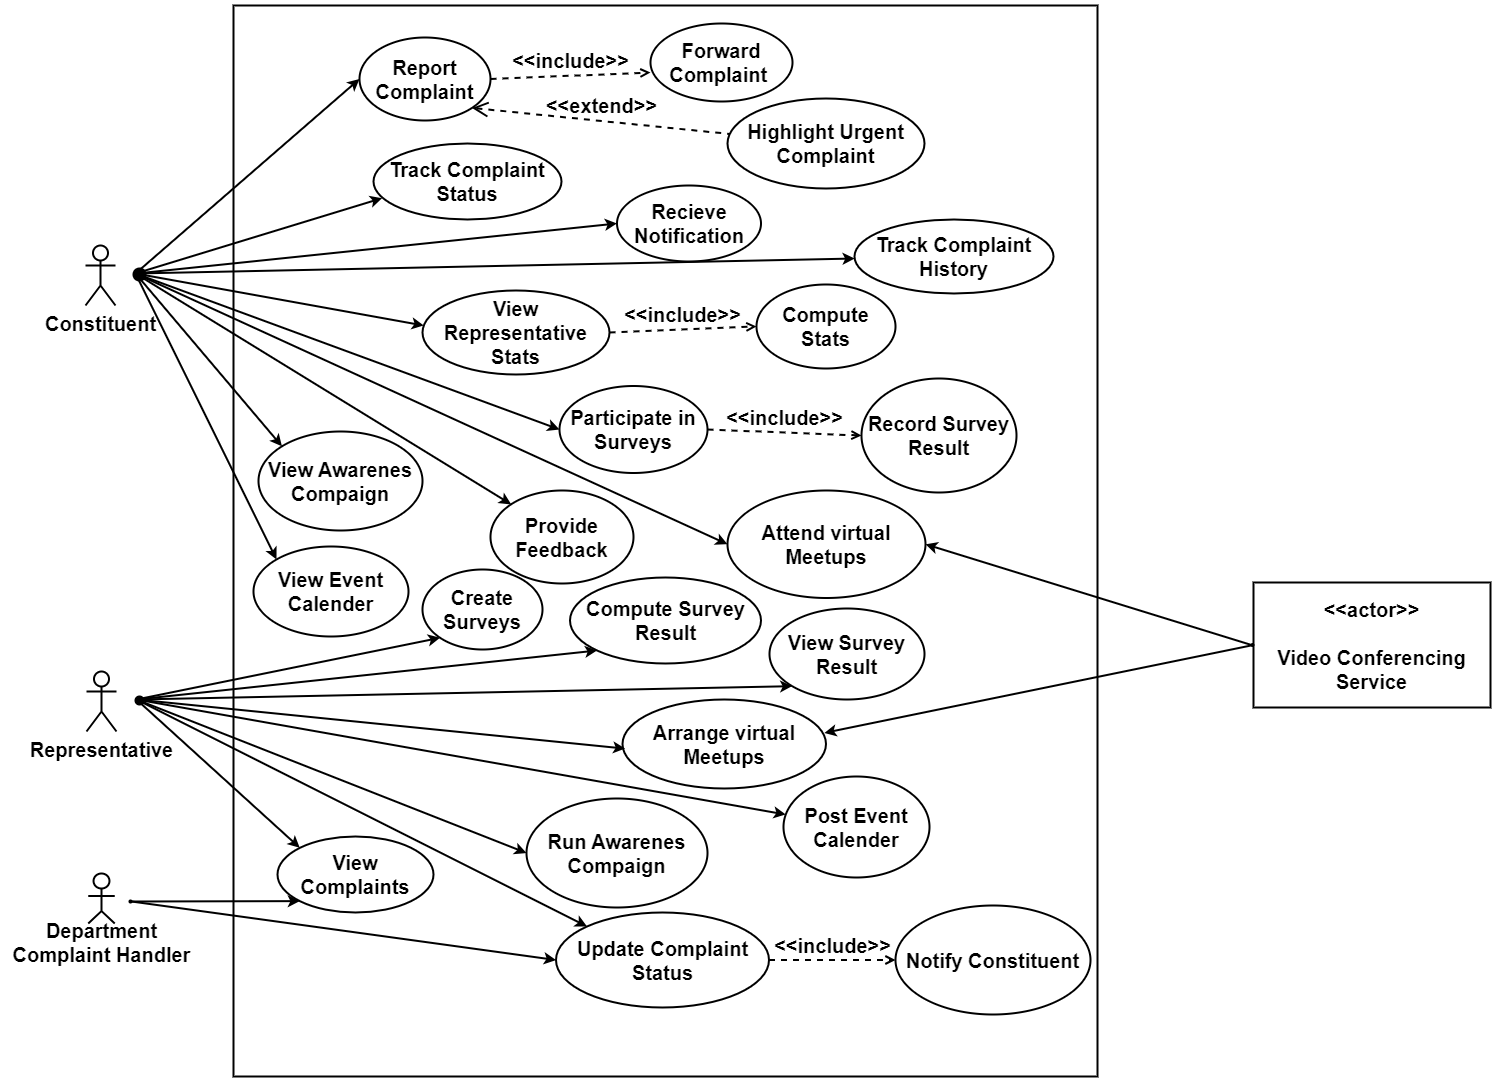 Report
Complaint
<<include>>
Forward
Complaint
<<extend>>
Highlight Urgent
Complaint
Track Complaint
Status
Recieve
Notification
Track Complaint
History
Constituent
View
Representative
Stats
<<include>>
Compute
Stats
Participate in
Surveys
<<include>>
Record Survey
Result
View Awarenes
Compaign
Provide
Feedback
Attend virtual
Meetups
View Event
Calender
Create
Surveys
Compute Survey
Result
View Survey
Result
<<actor>>
Video Conferencing
Service
Representative
Arrange virtual
Meetups
Post Event
Calender
Run Awarenes
Compaign
View
Complaints
Department
Complaint Handler
Update Complaint
Status
<<include>>
Notify Constituent